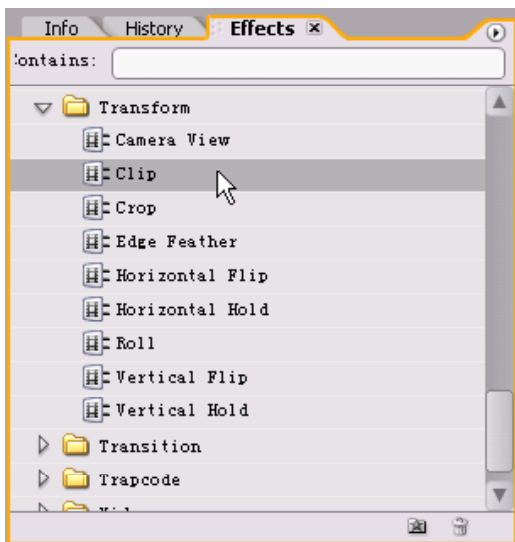 Info History Effects
ontains:
Transform
Camera View
Clip
Crop
Edge Feather
Horizontal Flip
Horizontal Hold
Roll
Vertical Flip
Vertical Hold
Transition
Trapcode